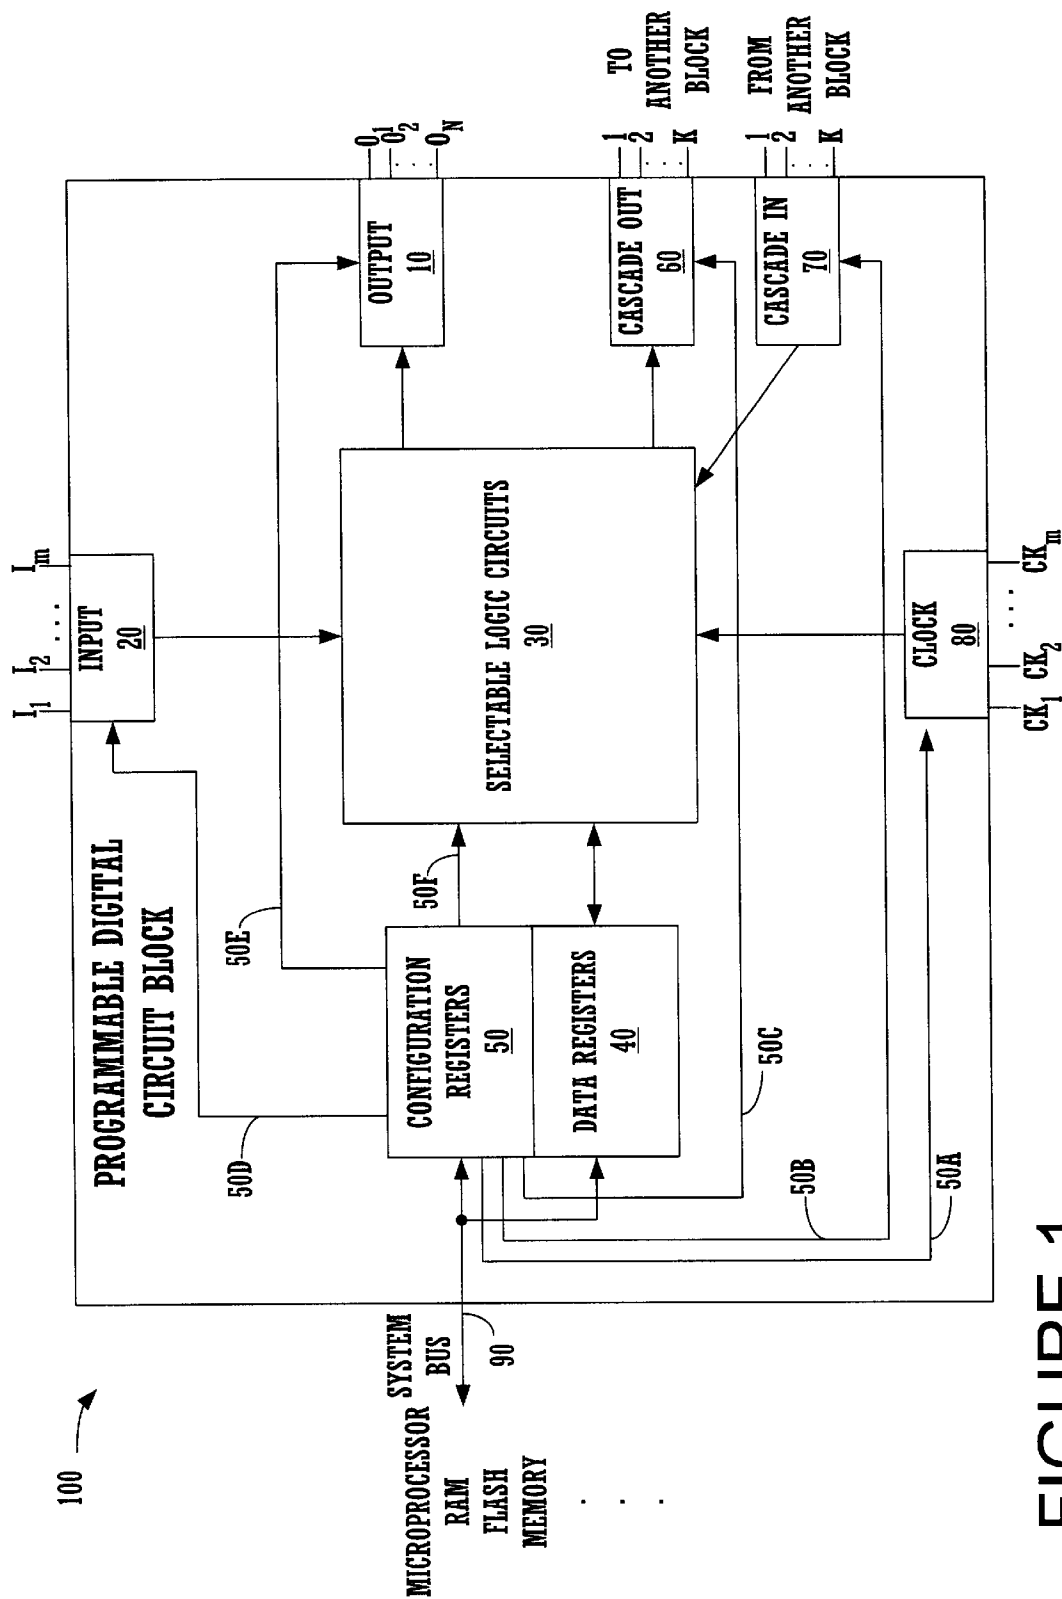 100
PROGRAMMABLE DIGITAL
CIRCUIT BLOCK
I1 I2 . . . Im
INPUT
20
50D
50E
50F
CONFIGURATION
REGISTERS
50
DATA REGISTERS
40
SELECTABLE LOGIC CIRCUITS
30
OUTPUT
10
O1
O2
. . .
ON
CASCADE OUT
60
1
2
. . .
K
TO
ANOTHER
BLOCK
CASCADE IN
70
1
2
. . .
K
FROM
ANOTHER
BLOCK
SYSTEM
BUS
90
MICROPROCESSOR
RAM
FLASH
MEMORY
. . .
50C
50B
50A
CLOCK
80
CK1 CK2 . . . CKm
FIGURE 1